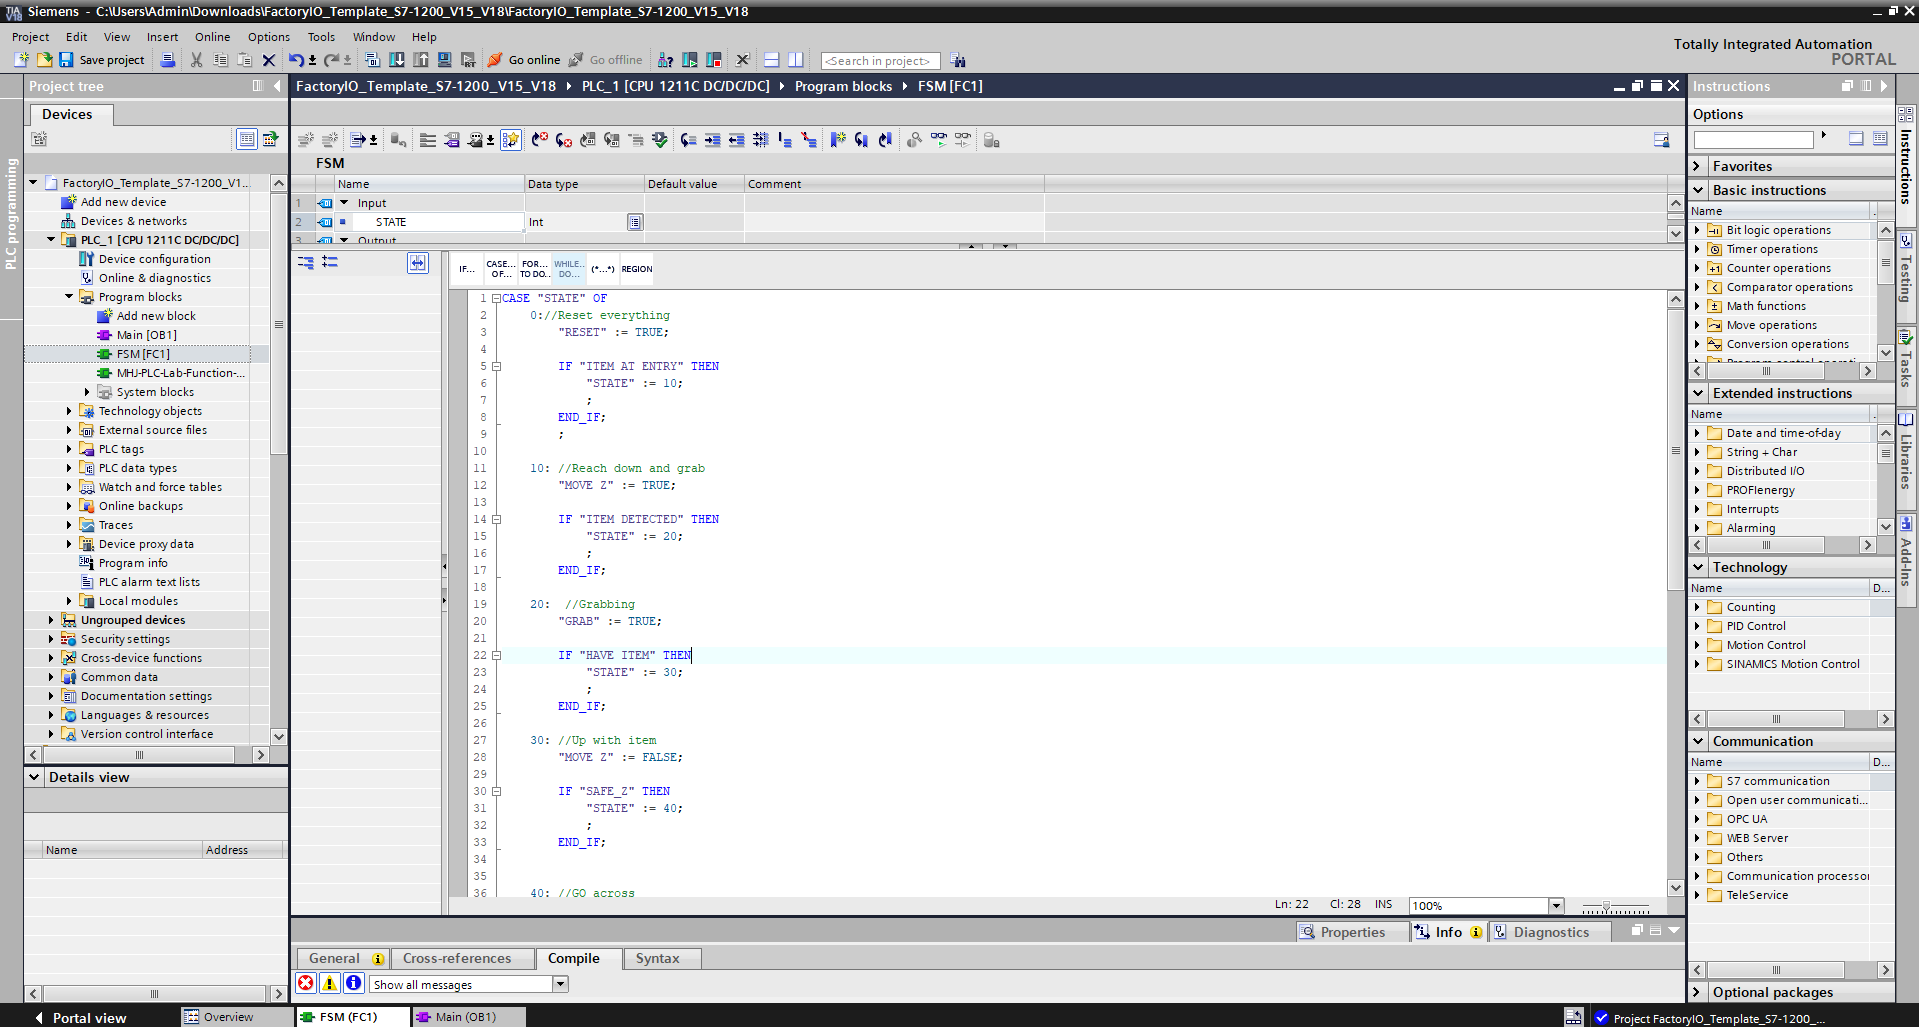 Siemens - C:\Users\Admin\Downloads\FactoryIO_Template_S7-1200_V15_V18\FactoryIO_Template_S7-1200_V15_V18
Project Edit View Insert Online Options Tools Window Help
Save project
Go online
Go offline
<Search in project>
Totally Integrated Automation
PORTAL
PLC programming
Project tree
Devices
FactoryIO_Template_S7-1200_V1...
Add new device
Devices & networks
PLC_1 [CPU 1211C DC/DC/DC]
Device configuration
Online & diagnostics
Program blocks
Add new block
Main [OB1]
FSM [FC1]
MHJ-PLC-Lab-Function-...
System blocks
Technology objects
External source files
PLC tags
PLC data types
Watch and force tables
Online backups
Traces
Device proxy data
Program info
PLC alarm text lists
Local modules
Ungrouped devices
Security settings
Cross-device functions
Common data
Documentation settings
Languages & resources
Version control interface
Details view
Name Address
FactoryIO_Template_S7-1200_V15_V18 PLC_1 [CPU 1211C DC/DC/DC] Program blocks FSM [FC1]
FSM
Name Data type Default value Comment
1 Input
2 STATE Int
3 Output
IF...
CASE... OF...
FOR... TO DO..
WHILE.. DO...
(*...*)
REGION
1 CASE "STATE" OF
2 0://Reset everything
3 "RESET" := TRUE;
4
5 IF "ITEM AT ENTRY" THEN
6 "STATE" := 10;
7 ;
8 END_IF;
9 ;
10
11 10: //Reach down and grab
12 "MOVE Z" := TRUE;
13
14 IF "ITEM DETECTED" THEN
15 "STATE" := 20;
16 ;
17 END_IF;
18
19 20: //Grabbing
20 "GRAB" := TRUE;
21
22 IF "HAVE ITEM" THEN
23 "STATE" := 30;
24 ;
25 END_IF;
26
27 30: //Up with item
28 "MOVE Z" := FALSE;
29
30 IF "SAFE_Z" THEN
31 "STATE" := 40;
32 ;
33 END_IF;
34
35
36 40: //GO across
Ln: 22 Cl: 28 INS 100%
Properties Info Diagnostics
General Cross-references Compile Syntax
Show all messages
Instructions
Options
Favorites
Basic instructions
Name
Bit logic operations
Timer operations
Counter operations
Comparator operations
Math functions
Move operations
Conversion operations
Extended instructions
Name
Date and time-of-day
String + Char
Distributed I/O
PROFIenergy
Interrupts
Alarming
Technology
Name D...
Counting
PID Control
Motion Control
SINAMICS Motion Control
Communication
Name D...
S7 communication
Open user communicati...
OPC UA
WEB Server
Others
Communication processor
TeleService
Optional packages
Instructions
Testing
Tasks
Libraries
Add-Ins
Portal view Overview FSM (FC1) Main (OB1)
Project FactoryIO_Template_S7-1200_...